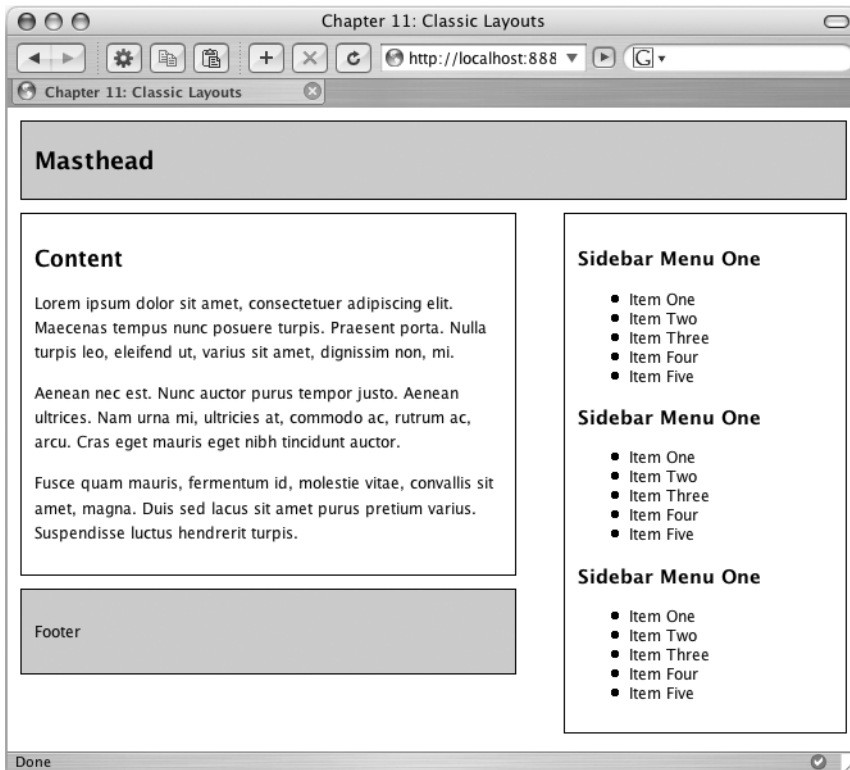 Chapter 11: Classic Layouts
http://localhost:888
G
Chapter 11: Classic Layouts
Masthead
Content
Lorem ipsum dolor sit amet, consectetuer adipiscing elit.
Maecenas tempus nunc posuere turpis. Praesent porta. Nulla
turpis leo, eleifend ut, varius sit amet, dignissim non, mi.
Aenean nec est. Nunc auctor purus tempor justo. Aenean
ultrices. Nam urna mi, ultricies at, commodo ac, rutrum ac,
arcu. Cras eget mauris eget nibh tincidunt auctor.
Fusce quam mauris, fermentum id, molestie vitae, convallis sit
amet, magna. Duis sed lacus sit amet purus pretium varius.
Suspendisse luctus hendrerit turpis.
Footer
Sidebar Menu One
Item One
Item Two
Item Three
Item Four
Item Five
Sidebar Menu One
Item One
Item Two
Item Three
Item Four
Item Five
Sidebar Menu One
Item One
Item Two
Item Three
Item Four
Item Five
Done